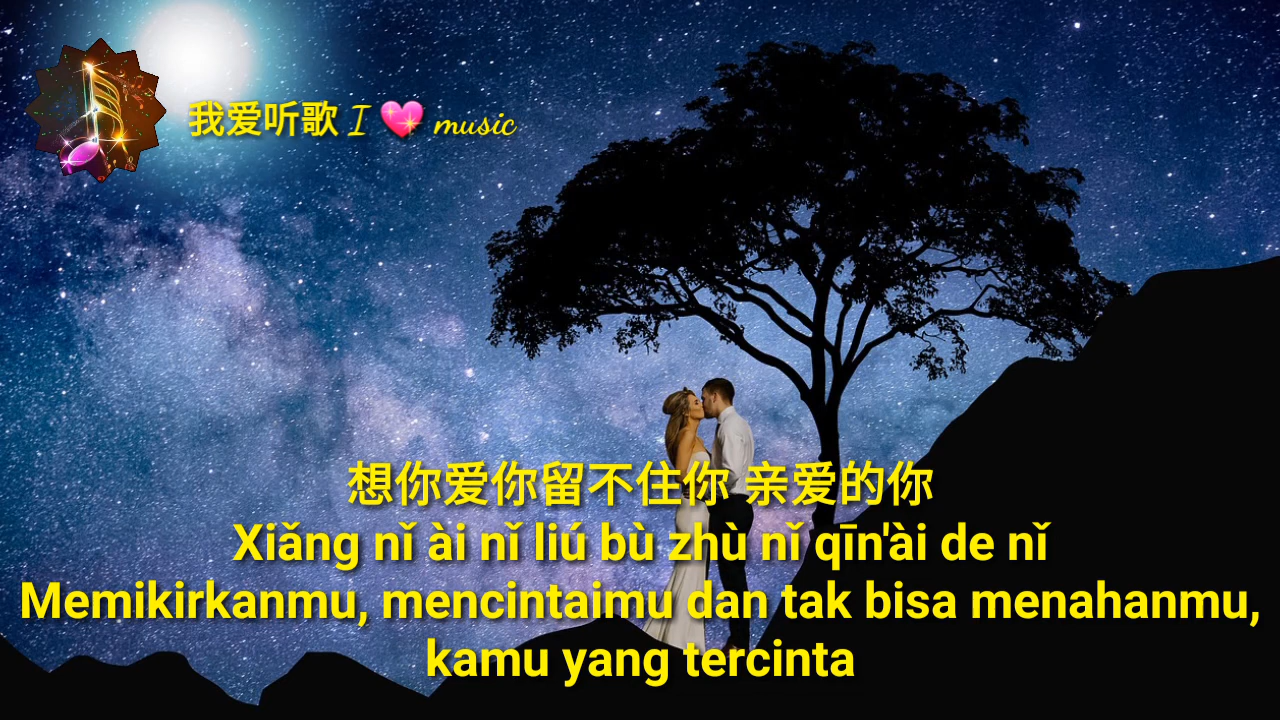 我爱听歌 I 💖 music
想你爱你留不住你 亲爱的你
Xiǎng nǐ ài nǐ liú bù zhù nǐ qīn'ài de nǐ
Memikirkanmu, mencintaimu dan tak bisa menahanmu,
kamu yang tercinta